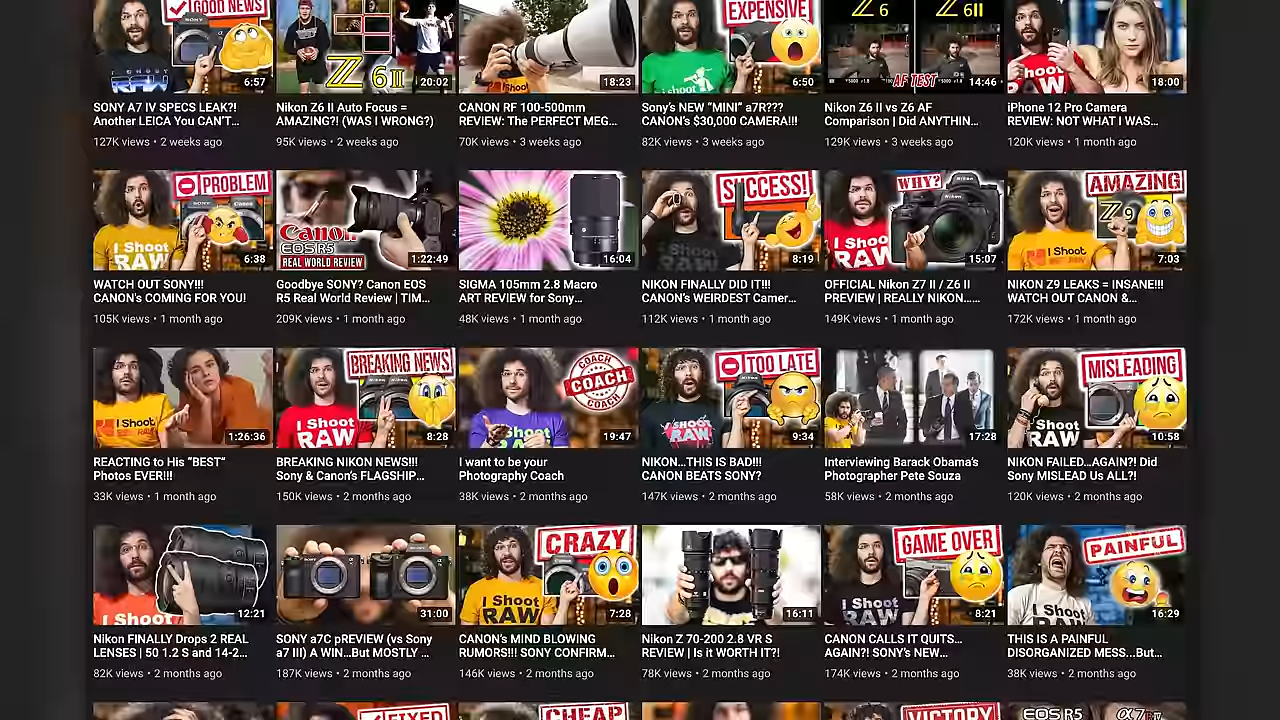 GOOD NEWS
SONY
SHOOT
RAW
6:57
Z 6II
20:02
Shoot
18:23
EXPENSIVE
i shoot
6:50
Z 6
Z 6II
AF TEST
14:46
Shoot
RAW
18:00
SONY A7 IV SPECS LEAK?!
Another LEICA You CAN'T…
127K views • 2 weeks ago
Nikon Z6 II Auto Focus =
AMAZING?! (WAS I WRONG?)
95K views • 2 weeks ago
CANON RF 100-500mm
REVIEW: The PERFECT MEG…
70K views • 3 weeks ago
Sony's NEW "MINI" a7R???
CANON's $30,000 CAMERA!!!
82K views • 3 weeks ago
Nikon Z6 II vs Z6 AF
Comparison | Did ANYTHIN…
129K views • 3 weeks ago
iPhone 12 Pro Camera
REVIEW: NOT WHAT I WAS…
120K views • 1 month ago
PROBLEM
SONY
Canon
I Shoot
RAW
6:38
Canon
EOS R5
REAL WORLD REVIEW
1:22:49
16:04
SUCCESS!
8:19
WHY?
Nikon
I Shoot
RAW
15:07
AMAZING
Z 9
I Shoot
7:03
WATCH OUT SONY!!!
CANON's COMING FOR YOU!
105K views • 1 month ago
Goodbye SONY? Canon EOS
R5 Real World Review | TIM…
209K views • 1 month ago
SIGMA 105mm 2.8 Macro
ART REVIEW for Sony…
48K views • 1 month ago
NIKON FINALLY DID IT!!!
CANON's WEIRDEST Camer…
112K views • 1 month ago
OFFICIAL Nikon Z7 II / Z6 II
PREVIEW | REALLY NIKON……
149K views • 1 month ago
NIKON Z9 LEAKS = INSANE!!!
WATCH OUT CANON &…
172K views • 1 month ago
I Shoot
RAW
1:26:36
BREAKING NEWS
I Shoot
RAW
8:28
COACH
COACH
COACH
Shoot
19:47
TOO LATE
SHOOT
RAW
9:34
17:28
MISLEADING
I Shoot
RAW
10:58
REACTING to His "BEST"
Photos EVER!!!
33K views • 1 month ago
BREAKING NIKON NEWS!!!
Sony & Canon's FLAGSHIP…
150K views • 2 months ago
I want to be your
Photography Coach
38K views • 2 months ago
NIKON…THIS IS BAD!!!
CANON BEATS SONY?
147K views • 2 months ago
Interviewing Barack Obama's
Photographer Pete Souza
58K views • 2 months ago
NIKON FAILED…AGAIN?! Did
Sony MISLEAD Us ALL?!
120K views • 2 months ago
I Shoot
12:21
SONY
SONY
31:00
CRAZY
I Shoot
RAW
7:28
16:11
GAME OVER
I Shoot
RAW
8:21
PAINFUL
I Shoot
RAW
16:29
Nikon FINALLY Drops 2 REAL
LENSES | 50 1.2 S and 14-2…
82K views • 2 months ago
SONY a7C pREVIEW (vs Sony
a7 III) A WIN…But MOSTLY …
187K views • 2 months ago
CANON's MIND BLOWING
RUMORS!!! SONY CONFIRM…
146K views • 2 months ago
Nikon Z 70-200 2.8 VR S
REVIEW | Is it WORTH IT?!
78K views • 2 months ago
CANON CALLS IT QUITS…
AGAIN?! SONY's NEW…
174K views • 2 months ago
THIS IS A PAINFUL
DISORGANIZED MESS...But…
38K views • 2 months ago
FIXED
CHEAP
VICTORY
EOS R5